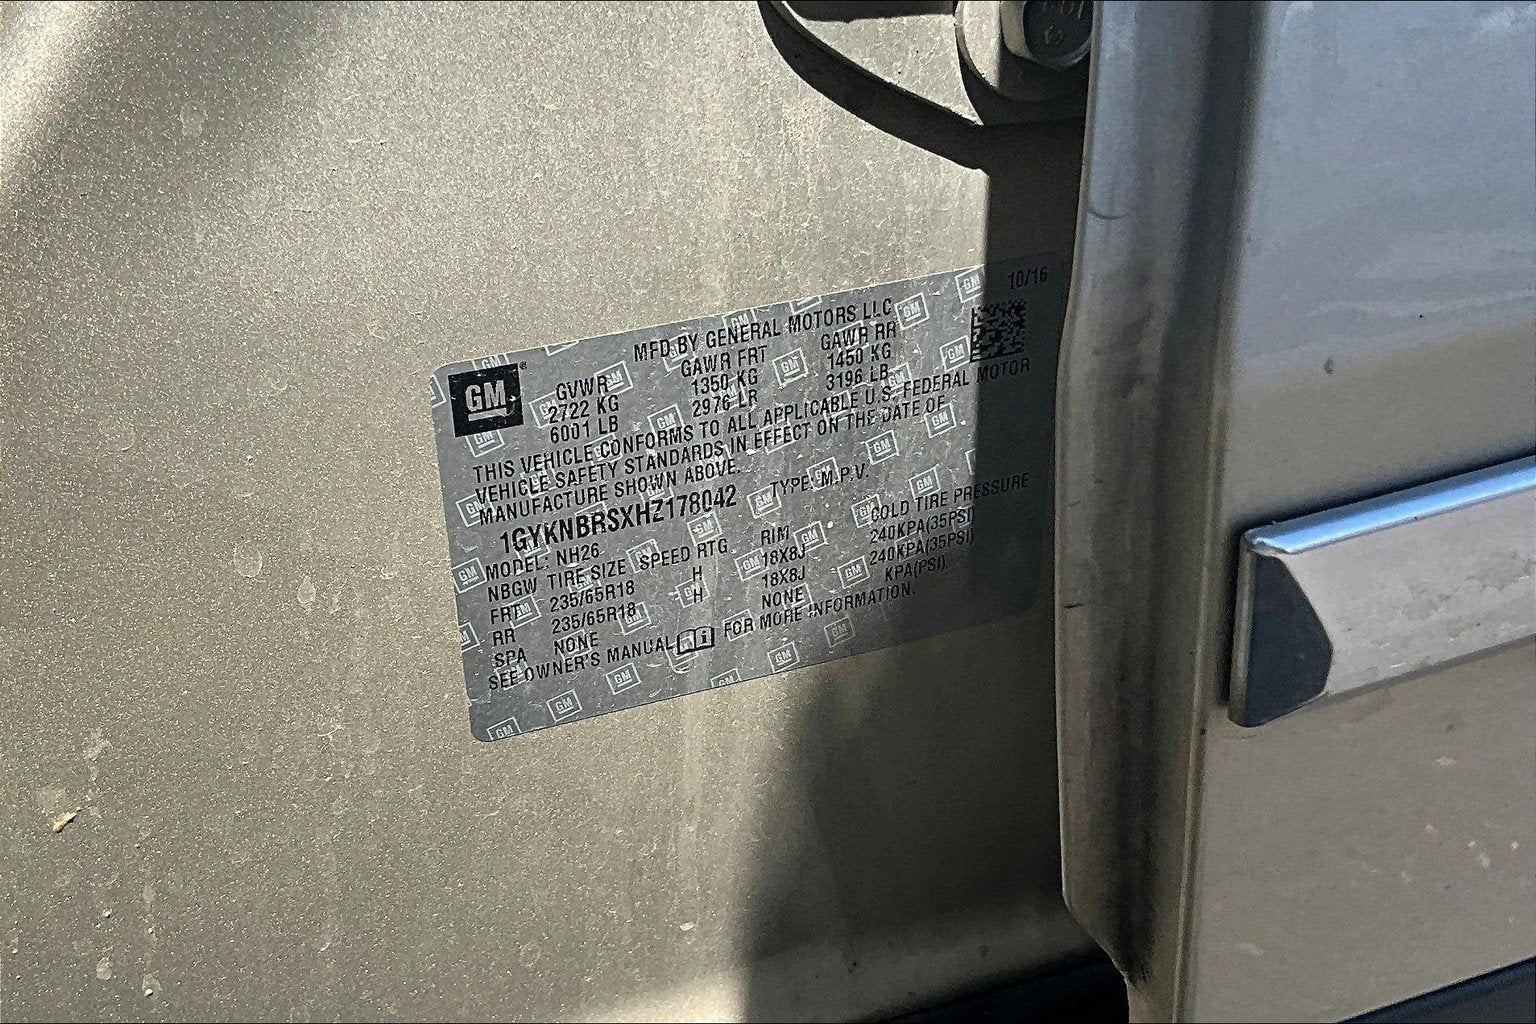 10/16
MFD BY GENERAL MOTORS LLC
GM
GVWR GAWR FRT GAWR RR
2722 KG 1350 KG 1450 KG
6001 LB 2976 LB 3196 LB
THIS VEHICLE CONFORMS TO ALL APPLICABLE U.S. FEDERAL MOTOR
VEHICLE SAFETY STANDARDS IN EFFECT ON THE DATE OF
MANUFACTURE SHOWN ABOVE.
1GYKNBRSXHZ178042 TYPE: M.P.V.
MODEL: NH26
NBGW TIRE SIZE SPEED RTG RIM COLD TIRE PRESSURE
FRT 235/65R18 H 18X8J 240KPA(35PSI)
RR 235/65R18 H 18X8J 240KPA(35PSI)
SPA NONE NONE KPA(PSI)
SEE OWNER'S MANUAL FOR MORE INFORMATION.